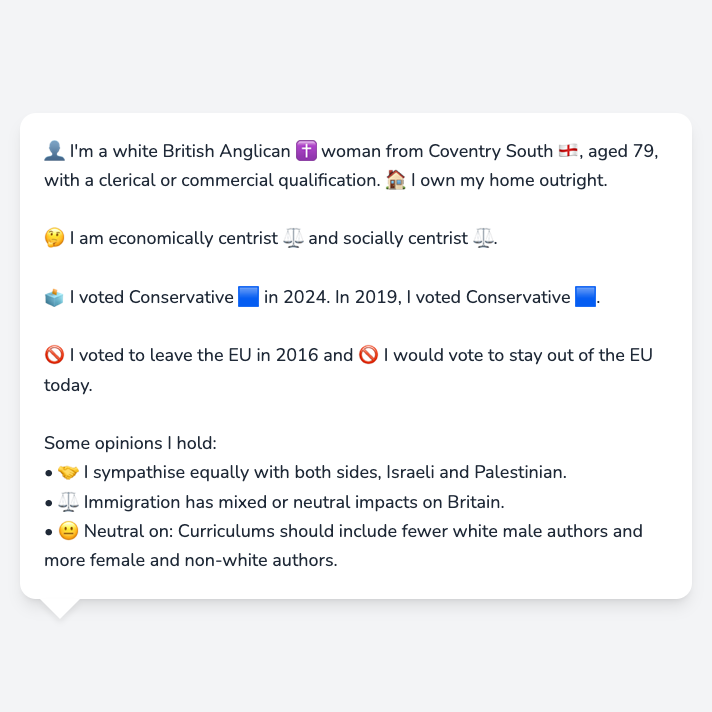 👤 I'm a white British Anglican ✝️ woman from Coventry South 🏴󠁧󠁢󠁥󠁮󠁧󠁿, aged 79,
with a clerical or commercial qualification. 🏠 I own my home outright.
🤔 I am economically centrist ⚖️ and socially centrist ⚖️.
🗳️ I voted Conservative 🟦 in 2024. In 2019, I voted Conservative 🟦.
🚫 I voted to leave the EU in 2016 and 🚫 I would vote to stay out of the EU
today.
Some opinions I hold:
• 🤝 I sympathise equally with both sides, Israeli and Palestinian.
• ⚖️ Immigration has mixed or neutral impacts on Britain.
• 😐 Neutral on: Curriculums should include fewer white male authors and
more female and non-white authors.